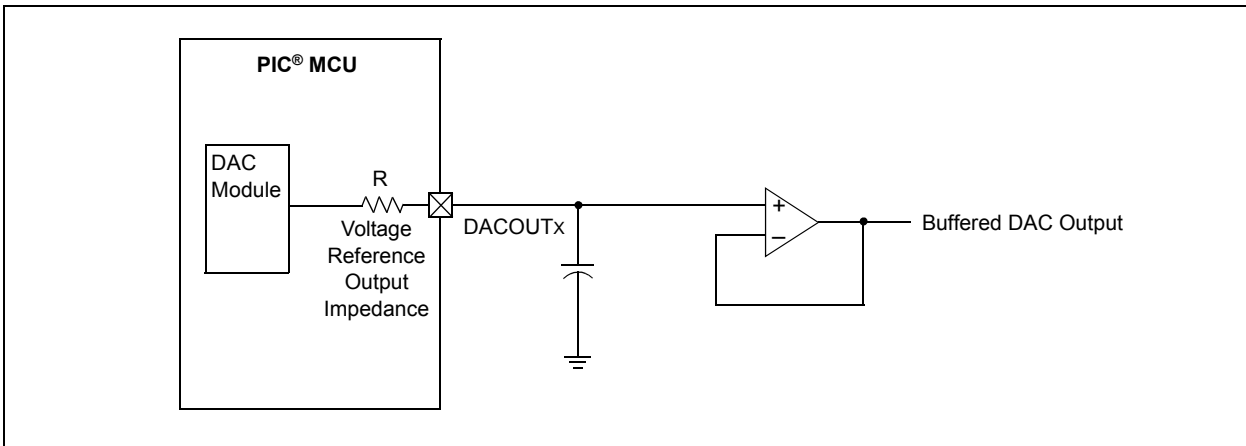 PIC® MCU
DAC
Module
R
Voltage
Reference
Output
Impedance
DACOUTX
+
–
Buffered DAC Output